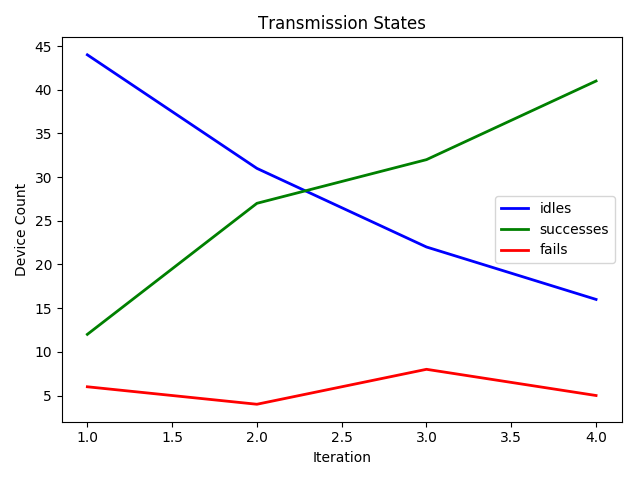 Transmission States
Device Count
45
40
35
30
25
20
15
10
5
idles
successes
fails
1.0 1.5 2.0 2.5 3.0 3.5 4.0
Iteration